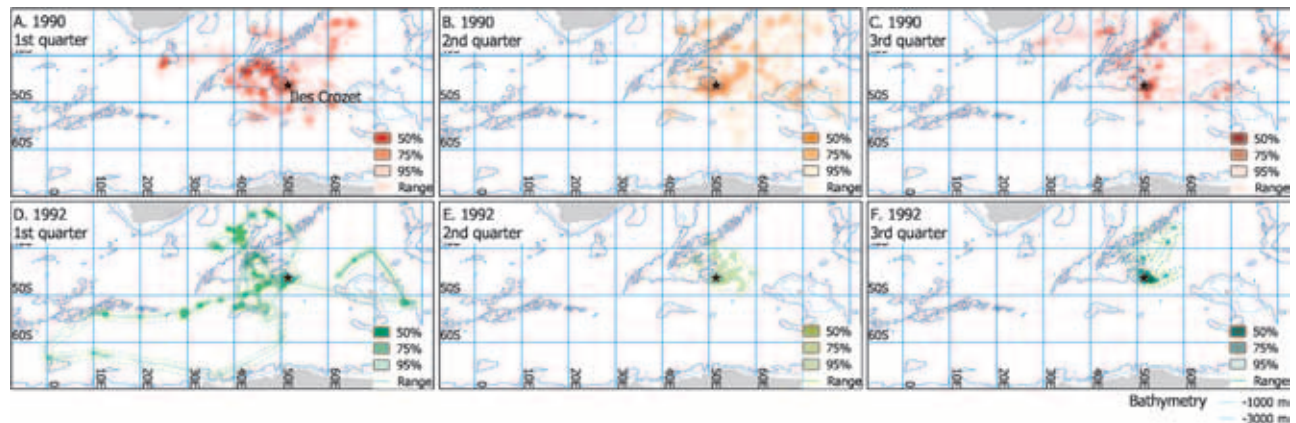 A. 1990
1st quarter
Iles Crozet
50S
60S
0
10E
20E
30E
40E
50E
60E
50%
75%
95%
Range
B. 1990
2nd quarter
50S
60S
0
10E
20E
30E
40E
50E
60E
50%
75%
95%
Range
C. 1990
3rd quarter
50S
60S
0
10E
20E
30E
40E
50E
60E
50%
75%
95%
Range
D. 1992
1st quarter
50S
60S
0
10E
20E
30E
40E
50E
60E
50%
75%
95%
Range
E. 1992
2nd quarter
50S
60S
0
10E
20E
30E
40E
50E
60E
50%
75%
95%
Range
F. 1992
3rd quarter
50S
60S
0
10E
20E
30E
40E
50E
60E
50%
75%
95%
Range
Bathymetry
-1000 m
-3000 m